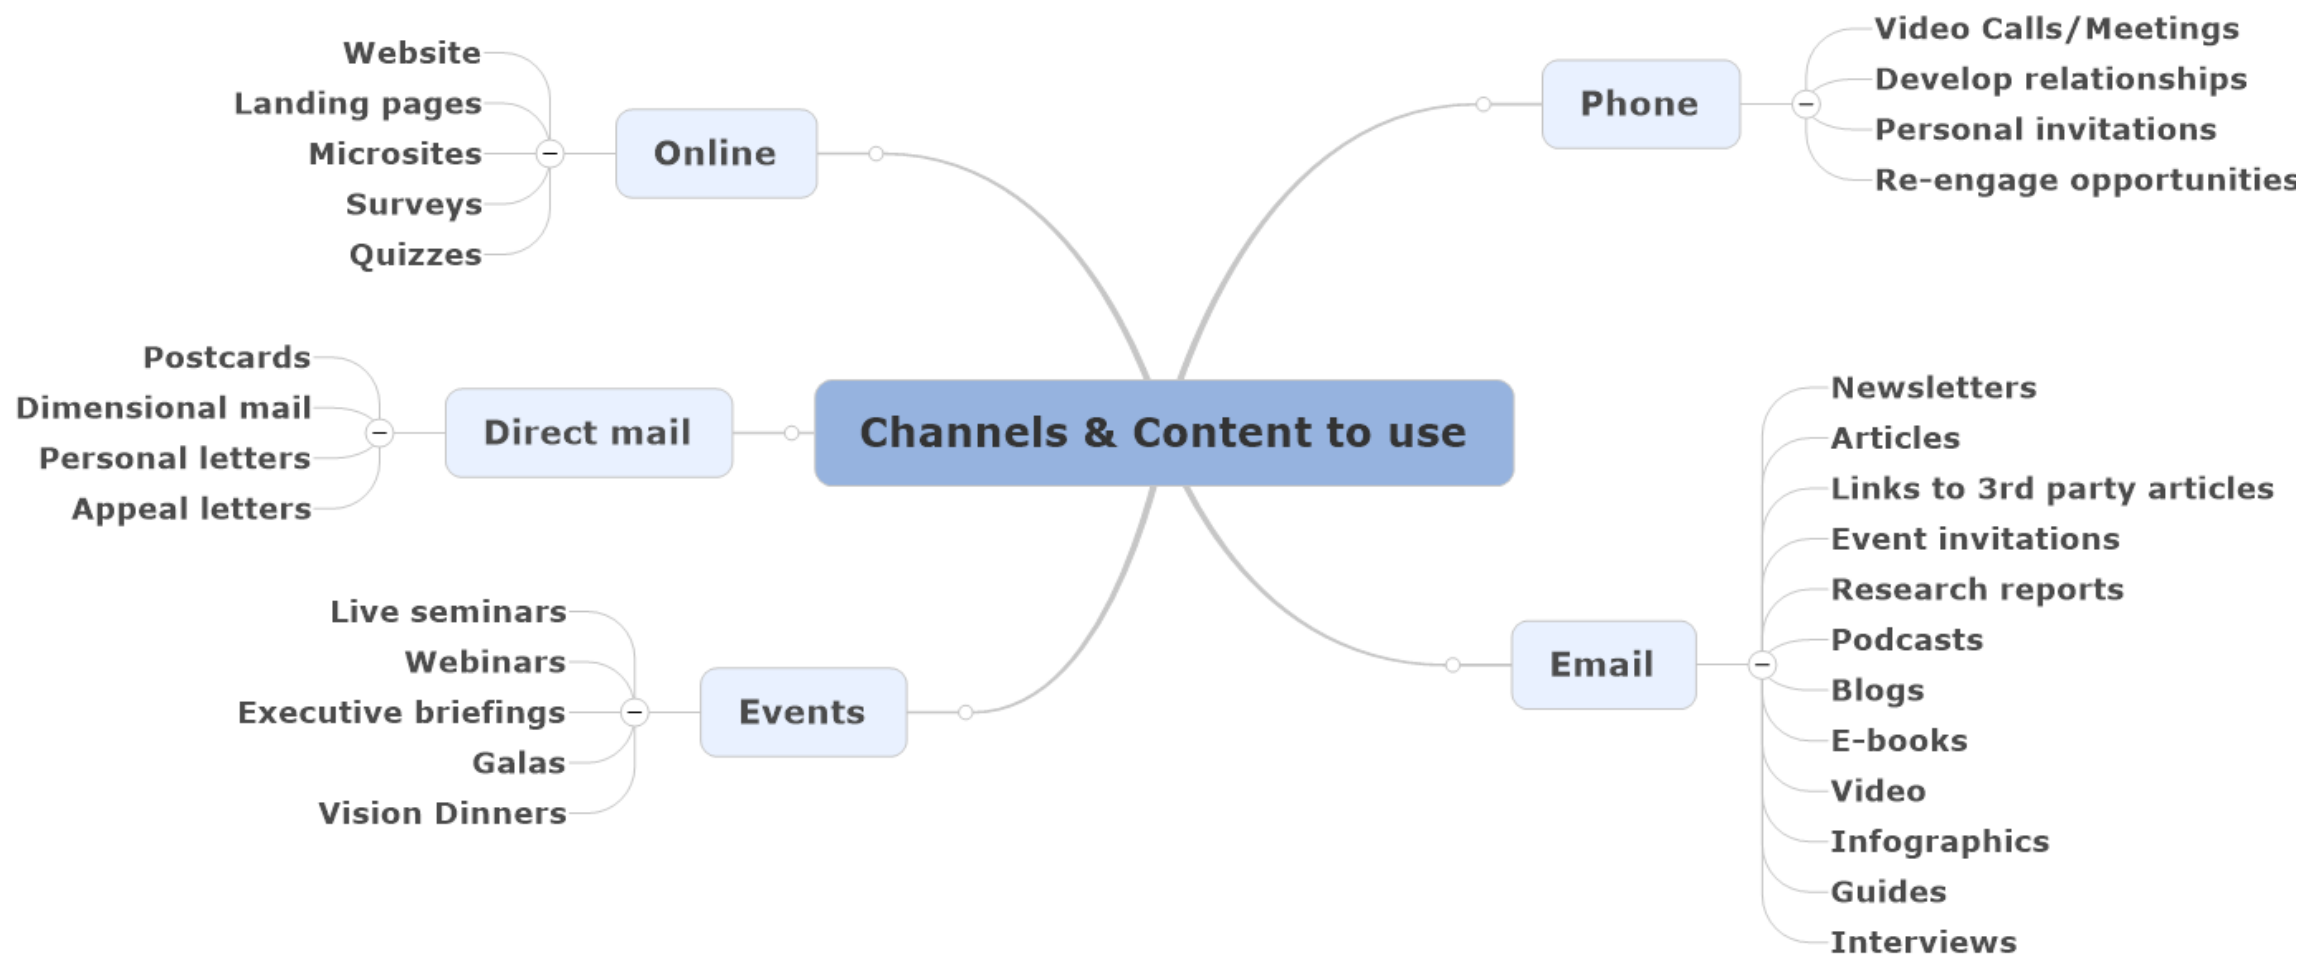 Channels & Content to use
Phone
Video Calls/Meetings
Develop relationships
Personal invitations
Re-engage opportunities
Email
Newsletters
Articles
Links to 3rd party articles
Event invitations
Research reports
Podcasts
Blogs
E-books
Video
Infographics
Guides
Interviews
Online
Website
Landing pages
Microsites
Surveys
Quizzes
Direct mail
Postcards
Dimensional mail
Personal letters
Appeal letters
Events
Live seminars
Webinars
Executive briefings
Galas
Vision Dinners